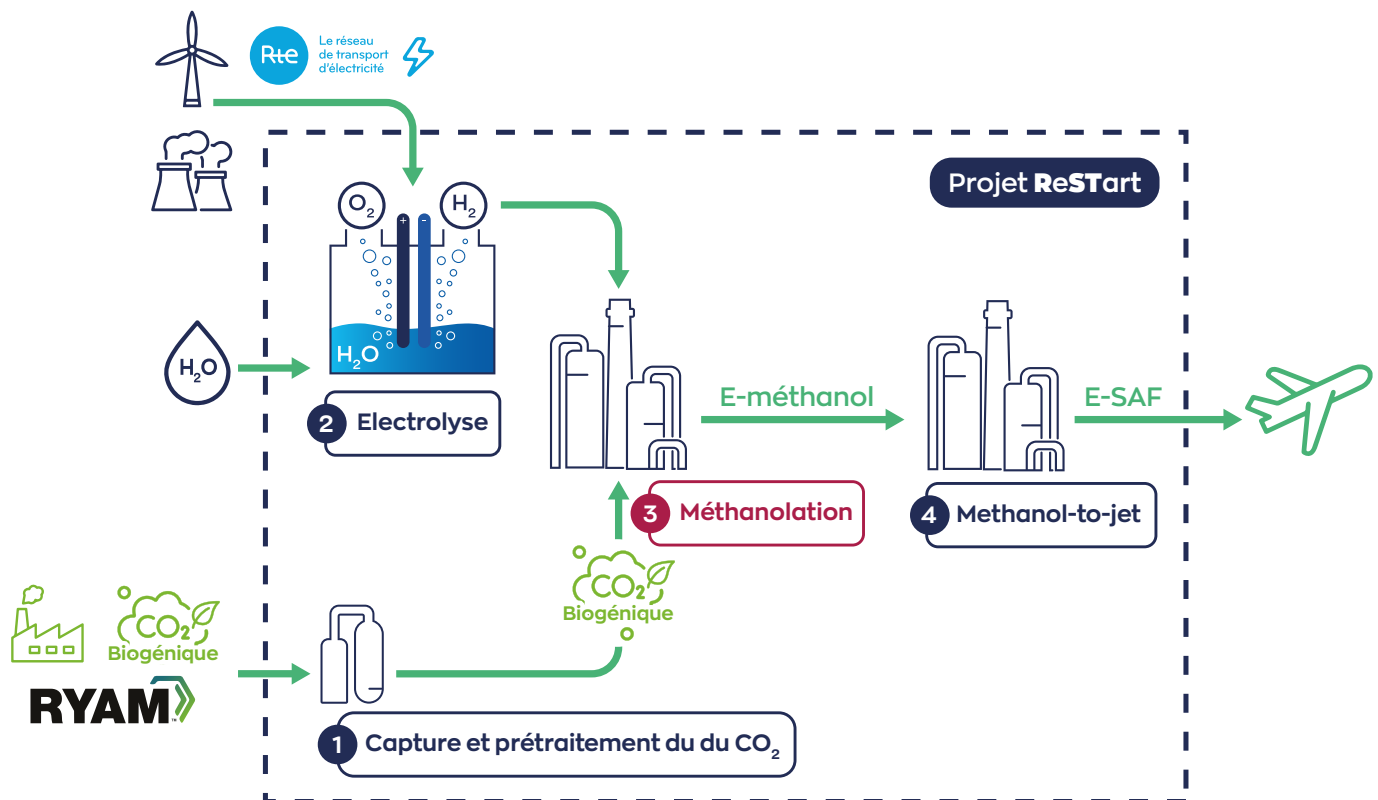 Rte
Le réseau
de transport
d'électricité
Projet ReSTart
O₂
H₂
+
-
H₂O
H₂O
2 Electrolyse
E-méthanol
E-SAF
3 Méthanolation
4 Methanol-to-jet
CO₂
Biogénique
CO₂
Biogénique
RYAM™
1 Capture et prétraitement du du CO₂